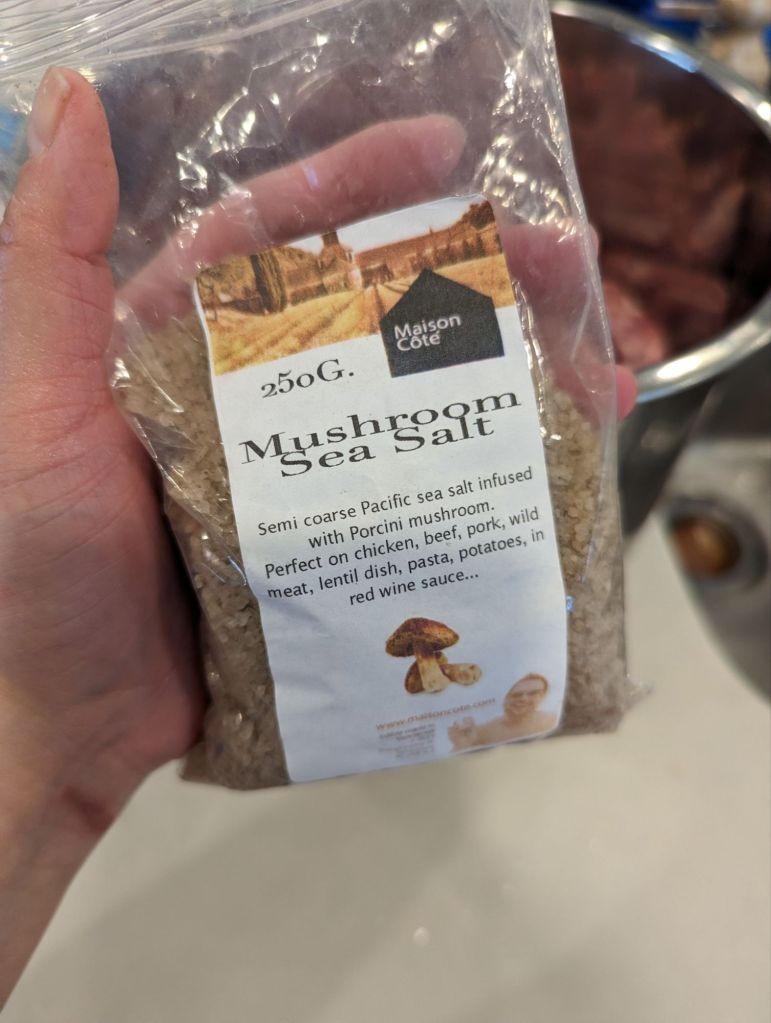 Maison
Côté
250G.
Mushroom
Sea Salt
Semi coarse Pacific sea salt infused
with Porcini mushroom.
Perfect on chicken, beef, pork, wild
meat, lentil dish, pasta, potatoes, in
red wine sauce...
www.maisoncote.com